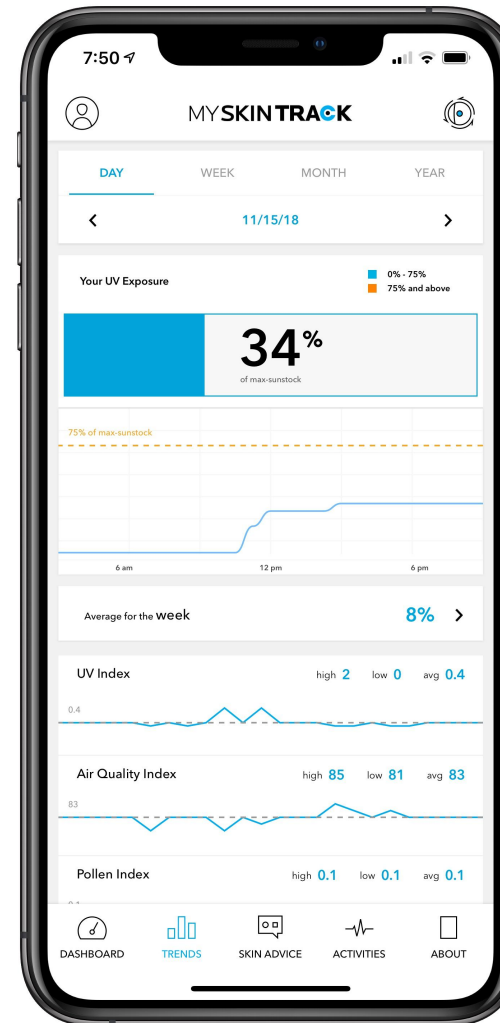 7:50
MY SKIN TRACK
DAY WEEK MONTH YEAR
11/15/18
Your UV Exposure
0% - 75%
75% and above
34%
of max-sunstock
75% of max-sunstock
6 am 12 pm 6 pm
Average for the week 8%
UV Index high 2 low 0 avg 0.4
0.4
Air Quality Index high 85 low 81 avg 83
83
Pollen Index high 0.1 low 0.1 avg 0.1
DASHBOARD TRENDS SKIN ADVICE ACTIVITIES ABOUT